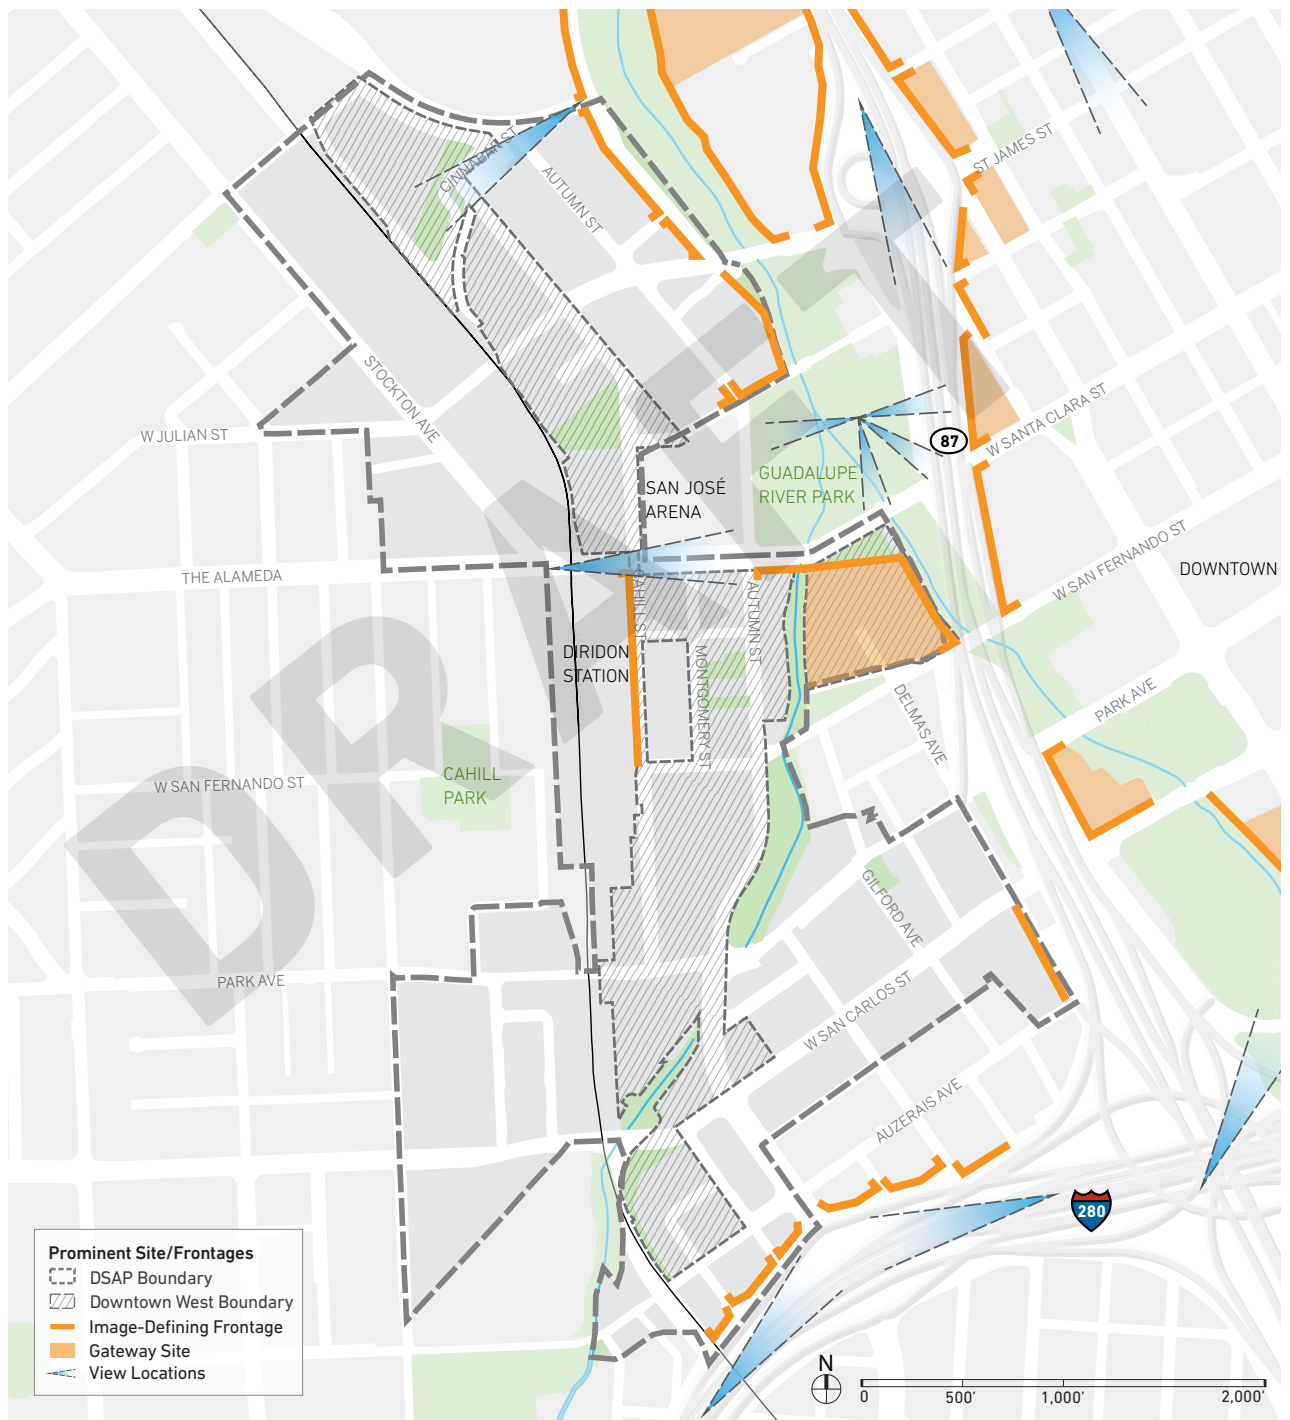 CINNABAR ST
AUTUMN ST
ST JAMES ST
STOCKTON AVE
W JULIAN ST
W SANTA CLARA ST
87
GUADALUPE
RIVER PARK
SAN JOSÉ
ARENA
W SAN FERNANDO ST
DOWNTOWN
THE ALAMEDA
CAHILL ST
AUTUMN ST
DIRIDON
STATION
MONTGOMERY ST
DELMAS AVE
PARK AVE
CAHILL
PARK
W SAN FERNANDO ST
GILFORD AVE
PARK AVE
W SAN CARLOS ST
AUZERAIS AVE
280
DRAFT
Prominent Site/Frontages
DSAP Boundary
Downtown West Boundary
Image-Defining Frontage
Gateway Site
View Locations
N
0 500’ 1,000’ 2,000’